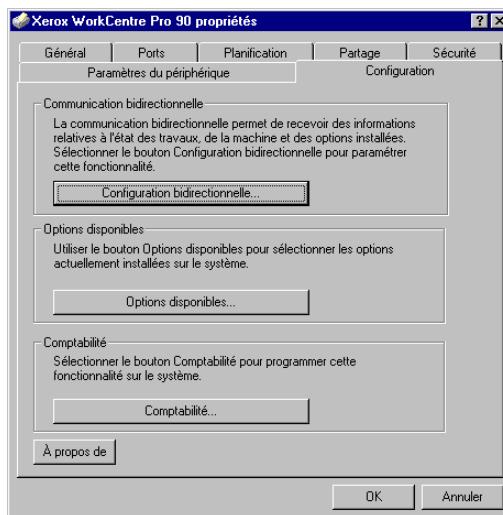 Xerox WorkCentre Pro 90 propriétés
Général Ports Planification Partage Sécurité
Paramètres du périphérique Configuration
Communication bidirectionnelle
La communication bidirectionnelle permet de recevoir des informations
relatives à l'état des travaux, de la machine et des options installées.
Sélectionner le bouton Configuration bidirectionnelle pour paramétrer
cette fonctionnalité.
Configuration bidirectionnelle...
Options disponibles
Utiliser le bouton Options disponibles pour sélectionner les options
actuellement installées sur le système.
Options disponibles...
Comptabilité
Sélectionner le bouton Comptabilité pour programmer cette
fonctionnalité sur le système.
Comptabilité...
À propos de
OK Annuler